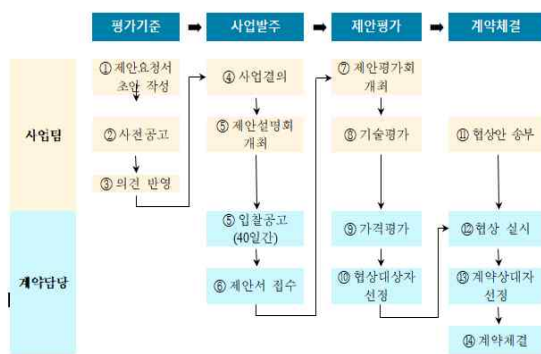 평가기준
사업발주
제안평가
계약체결
사업팀
① 제안요청서
초안 작성
② 사전공고
③ 의견 반영
④ 사업결의
⑤ 제안설명회
개최
⑦ 제안평가회
개최
⑧ 기술평가
⑪ 협상안 송부
계약담당
⑤ 입찰공고
(40일간)
⑥ 제안서 접수
⑨ 가격평가
⑩ 협상대상자
선정
⑫ 협상 실시
⑬ 계약상대자
선정
⑭ 계약체결